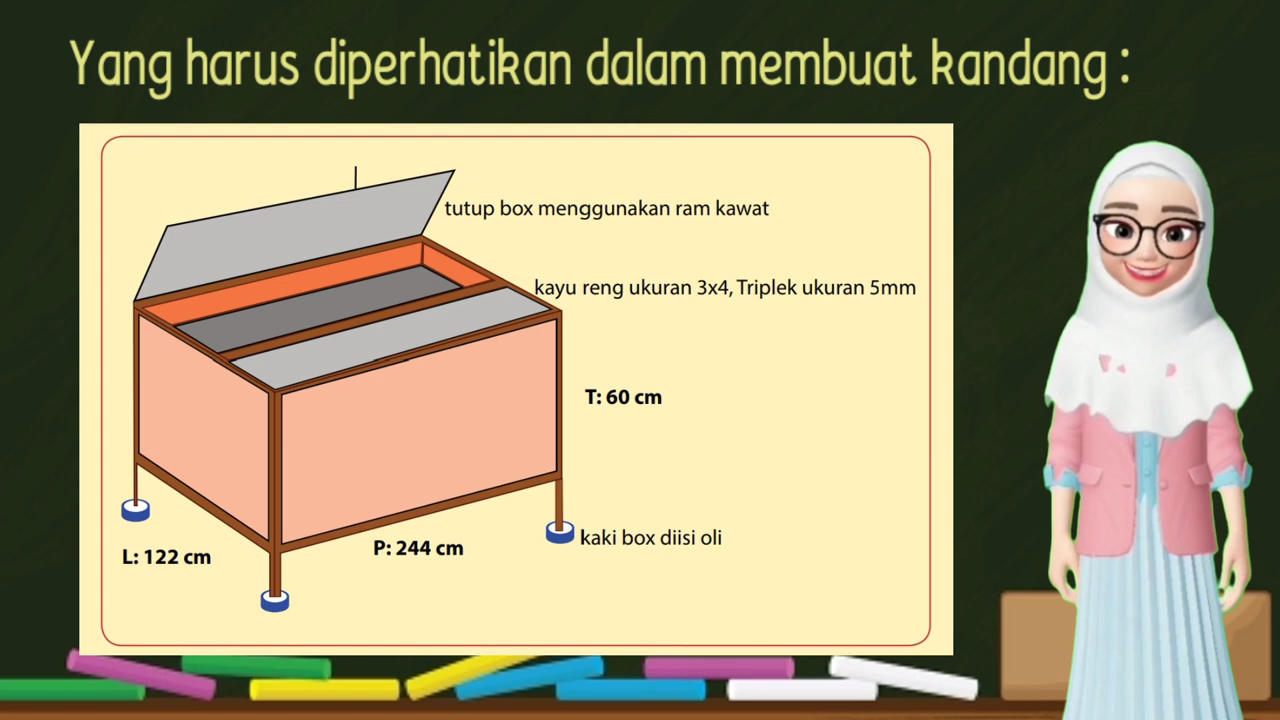 Yang harus diperhatikan dalam membuat kandang :
tutup box menggunakan ram kawat
kayu reng ukuran 3x4, Triplek ukuran 5mm
T: 60 cm
kaki box diisi oli
P: 244 cm
L: 122 cm